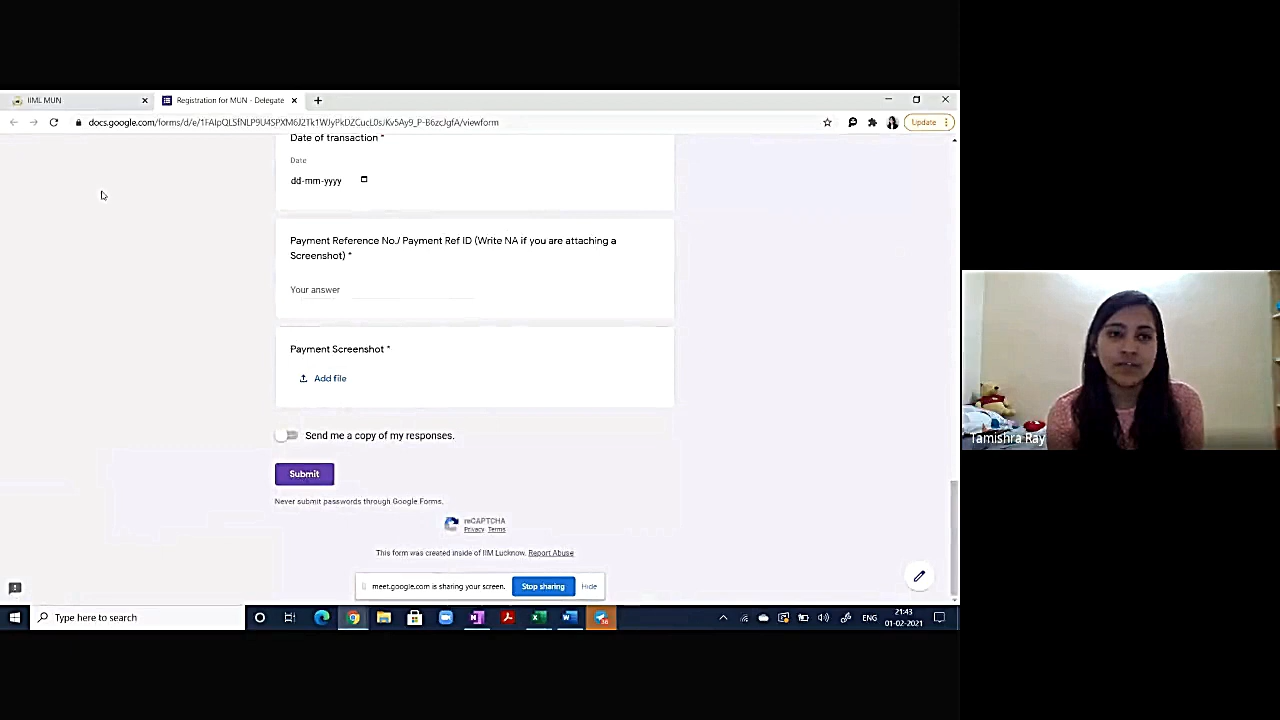 IIML MUN
Registration for MUN - Delegate
docs.google.com/forms/d/e/1FAIpQLSfNLP9U4SPXM6J2Tk1WJyPkDZCucL0sJKv5Ay9_P-B6zcJgfA/viewform
Update
Date of transaction *
Date
dd-mm-yyyy
Payment Reference No./ Payment Ref ID (Write NA if you are attaching a
Screenshot) *
Your answer
Payment Screenshot *
Add file
Send me a copy of my responses.
Submit
Never submit passwords through Google Forms.
reCAPTCHA
Privacy Terms
This form was created inside of IIM Lucknow. Report Abuse
meet.google.com is sharing your screen.
Stop sharing
Hide
Type here to search
ENG
21:43
01-02-2021
Tamishra Ray